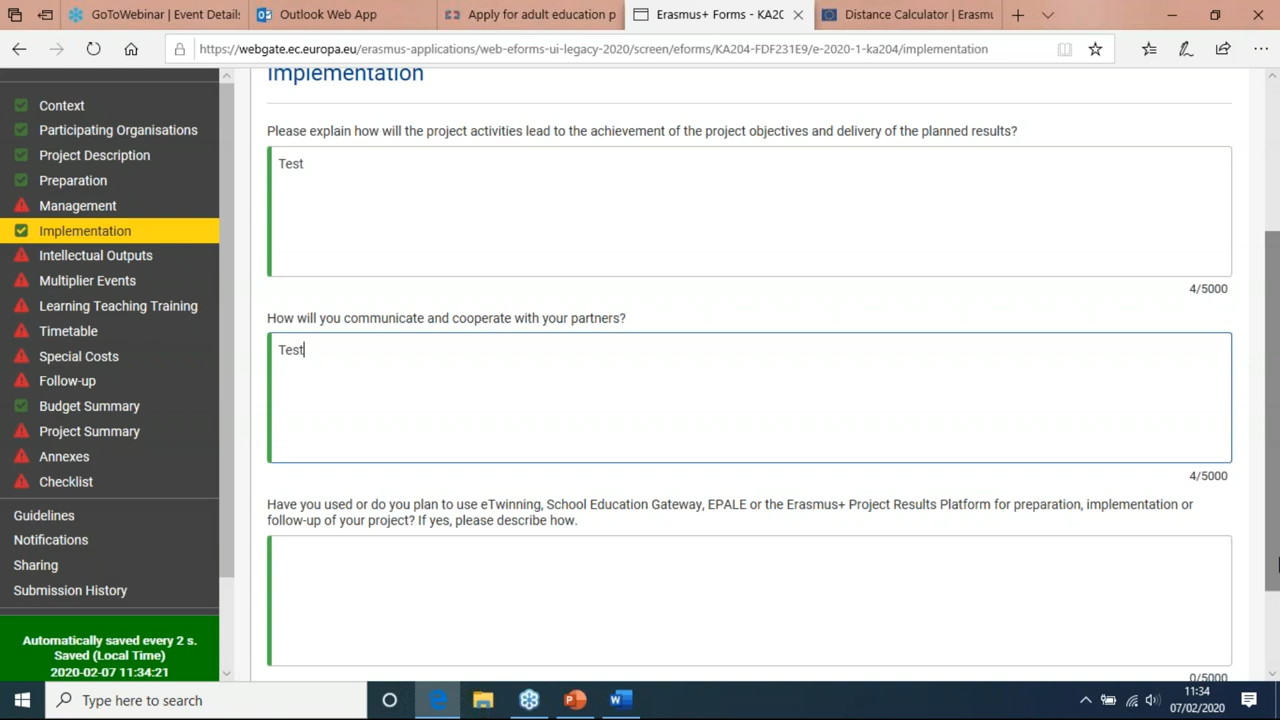 GoToWebinar | Event Details
Outlook Web App
Apply for adult education p
Erasmus+ Forms - KA20
Distance Calculator | Erasmu
https://webgate.ec.europa.eu/erasmus-applications/web-eforms-ui-legacy-2020/screen/eforms/KA204-FDF231E9/e-2020-1-ka204/implementation
Context
Participating Organisations
Project Description
Preparation
Management
Implementation
Intellectual Outputs
Multiplier Events
Learning Teaching Training
Timetable
Special Costs
Follow-up
Budget Summary
Project Summary
Annexes
Checklist
Guidelines
Notifications
Sharing
Submission History
Automatically saved every 2 s.
Saved (Local Time)
2020-02-07 11:34:21
Implementation
Please explain how will the project activities lead to the achievement of the project objectives and delivery of the planned results?
Test
4/5000
How will you communicate and cooperate with your partners?
Test
4/5000
Have you used or do you plan to use eTwinning, School Education Gateway, EPALE or the Erasmus+ Project Results Platform for preparation, implementation or
follow-up of your project? If yes, please describe how.
0/5000
Type here to search
11:34
07/02/2020